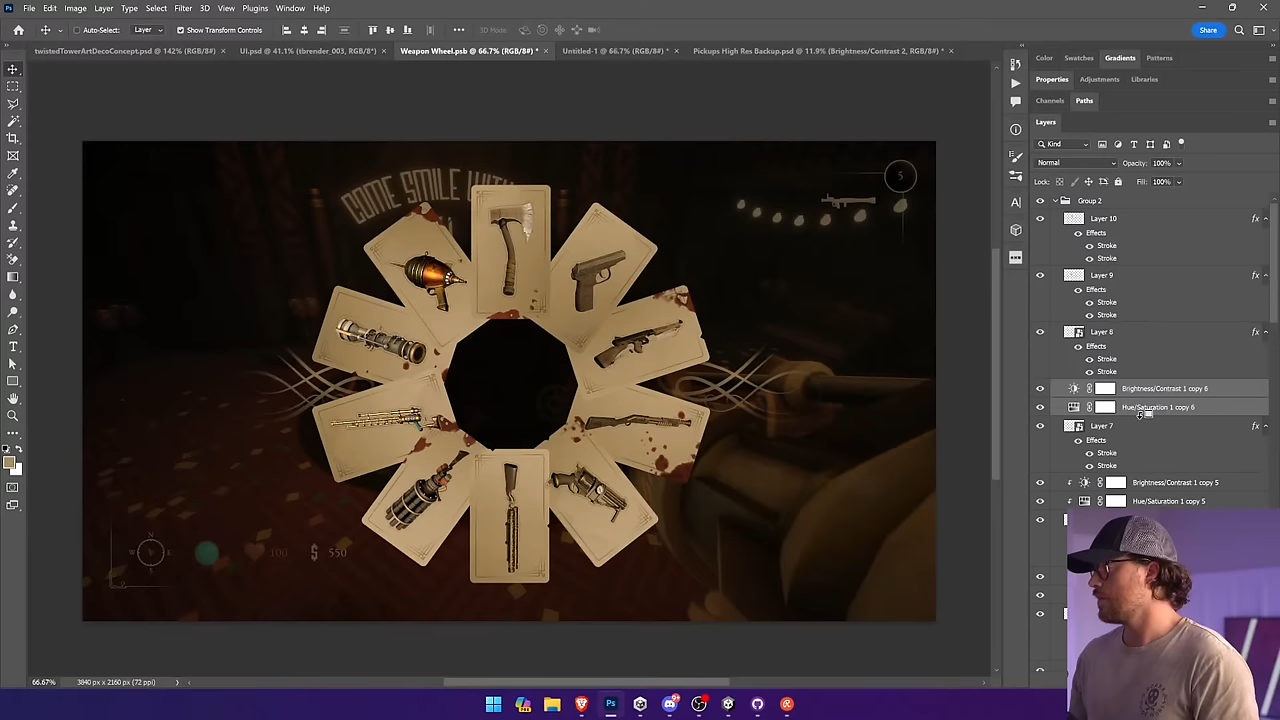 File Edit Image Layer Type Select Filter 3D View Plugins Window Help
Auto-Select: Layer Show Transform Controls 3D Mode: Share
twistedTowerArtDecoConcept.psd @ 142% (RGB/8#) UI.psd @ 41.1% (tbrender_003, RGB/8*) Weapon Wheel.psb @ 66.7% (RGB/8#) * Untitled-1 @ 66.7% (RGB/8#) * Pickups High Res Backup.psd @ 11.9% (Brightness/Contrast 2, RGB/8#) *
Color Swatches Gradients Patterns
Properties Adjustments Libraries
Channels Paths
Layers
Kind
Normal Opacity: 100%
Lock: Fill: 100%
Group 2
Layer 10
Effects
Stroke
Stroke
Layer 9
Effects
Stroke
Stroke
Layer 8
Effects
Stroke
Stroke
Brightness/Contrast 1 copy 6
Hue/Saturation 1 copy 6
Layer 7
Effects
Stroke
Stroke
Brightness/Contrast 1 copy 5
Hue/Saturation 1 copy 5
COME SMILE WITH
5
N
W E
S
100
$ 550
66.67% 3840 px x 2160 px (72 ppi)
Ps